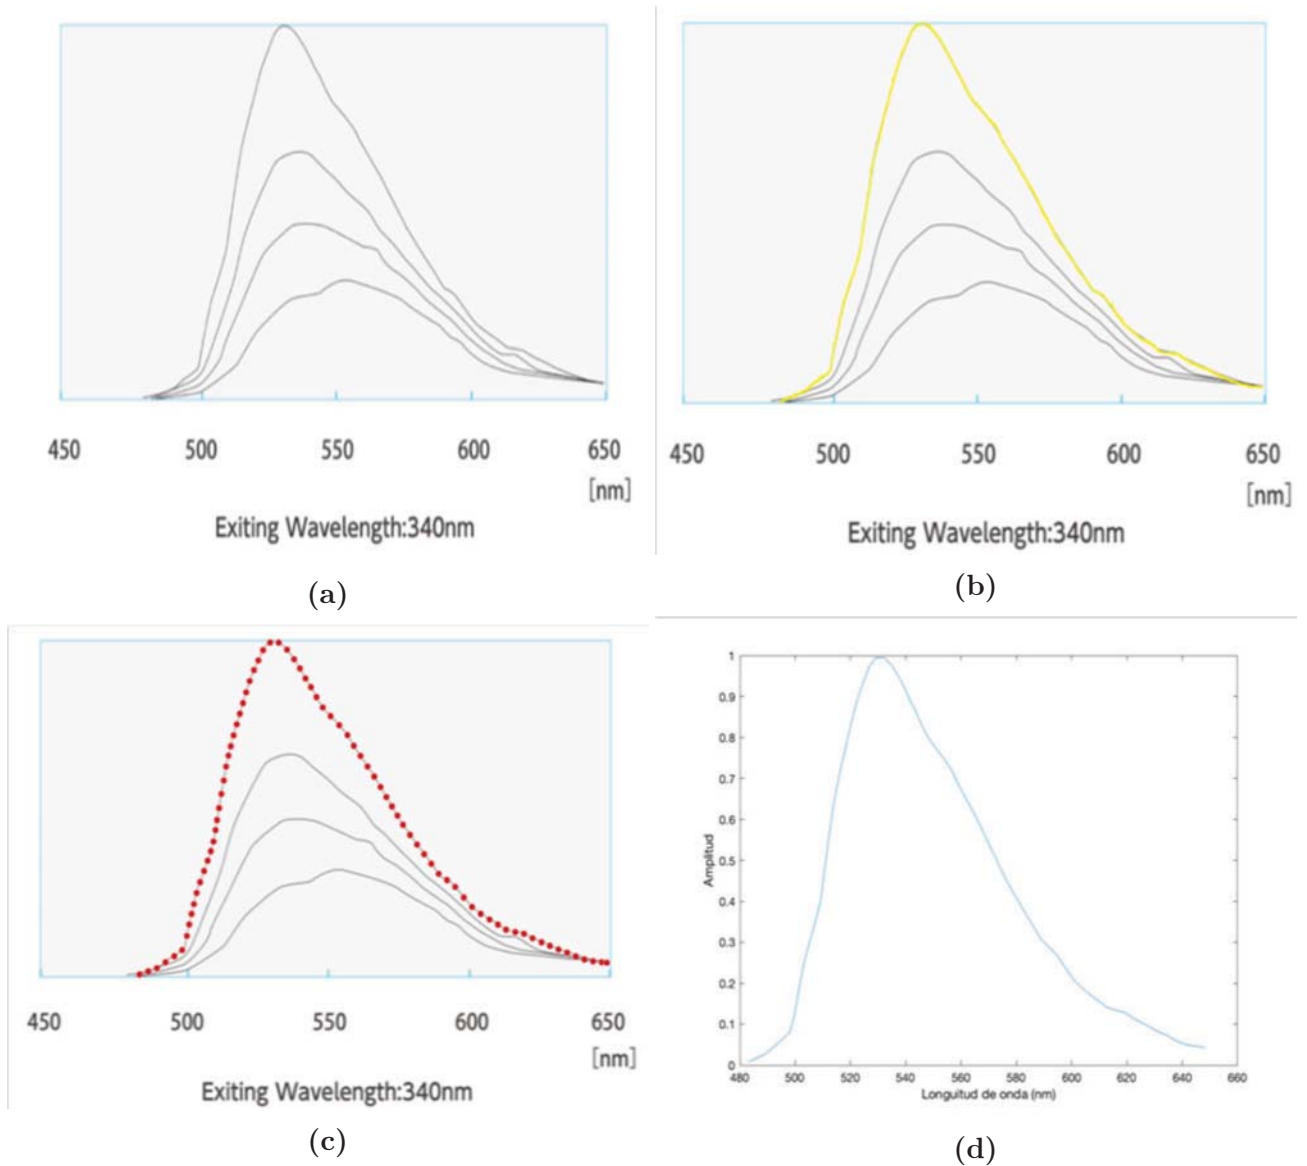 450 500 550 600 650
[nm]
Exiting Wavelength:340nm
(a)
450 500 550 600 650
[nm]
Exiting Wavelength:340nm
(b)
450 500 550 600 650
[nm]
Exiting Wavelength:340nm
(c)
1
0.9
0.8
0.7
0.6
0.5
0.4
0.3
0.2
0.1
0
Amplitud
480 500 520 540 560 580 600 620 640 660
Longuitud de onda (nm)
(d)